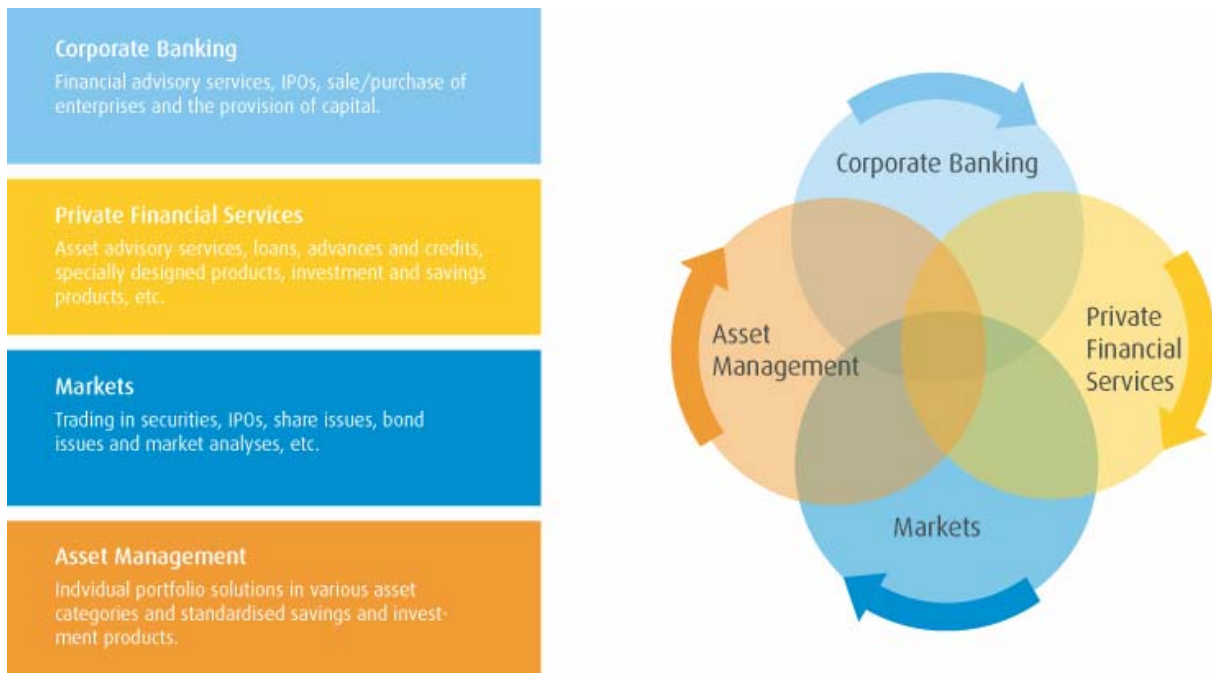 Corporate Banking
Financial advisory services, IPOs, sale/purchase of
enterprises and the provision of capital.
Private Financial Services
Asset advisory services, loans, advances and credits,
specially designed products, investment and savings
products, etc.
Markets
Trading in securities, IPOs, share issues, bond
issues and market analyses, etc.
Asset Management
Indvidual portfolio solutions in various asset
categories and standardised savings and invest-
ment products.
Corporate Banking
Asset
Management
Private
Financial
Services
Markets